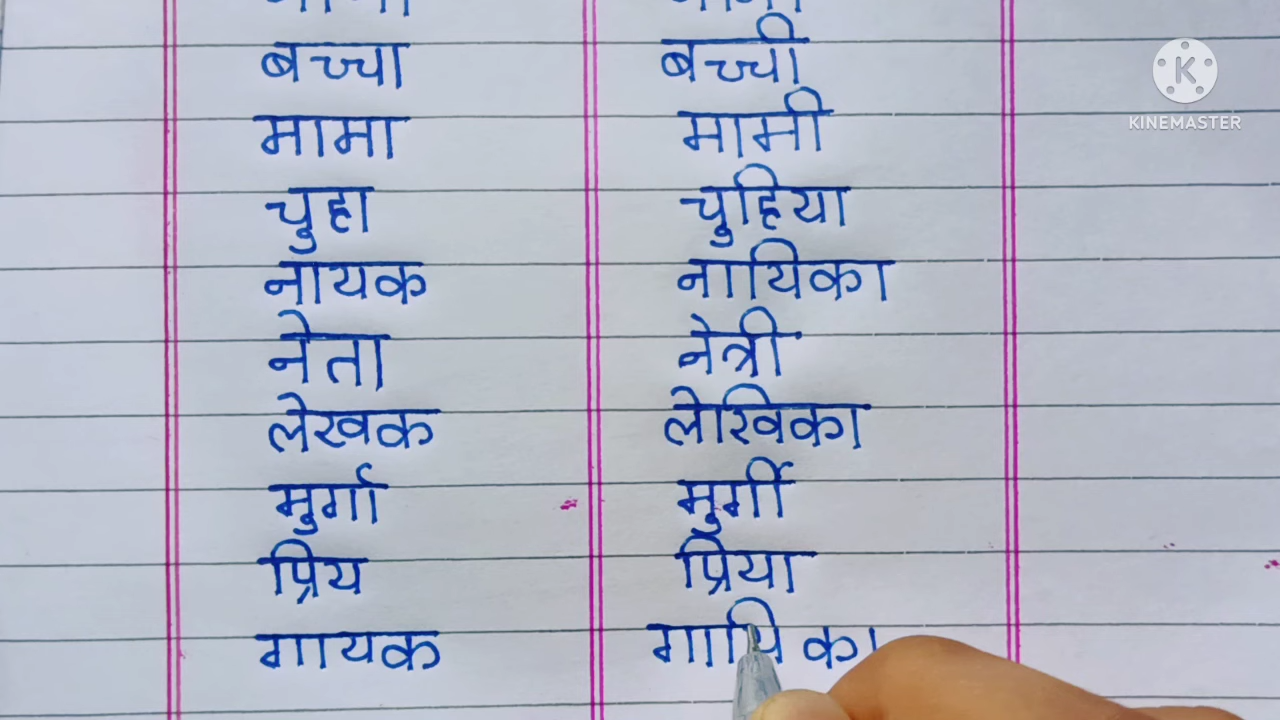 बच्चा बच्ची
मामा मामी
चुहा चुहिया
नायक नायिका
नेता नेत्री
लेखक लेखिका
मुर्गा मुर्गी
प्रिय प्रिया
गायक गायिका
KINEMASTER